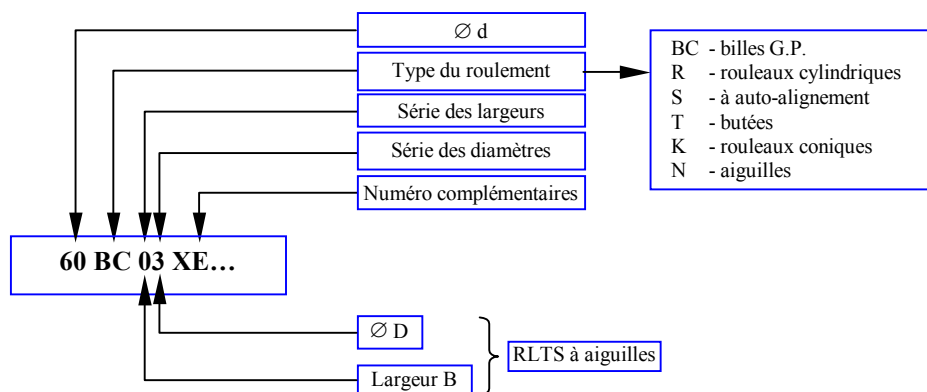 ∅ d
Type du roulement
Série des largeurs
Série des diamètres
Numéro complémentaires
BC - billes G.P.
R - rouleaux cylindriques
S - à auto-alignement
T - butées
K - rouleaux coniques
N - aiguilles
60 BC 03 XE…
∅ D
Largeur B
RLTS à aiguilles